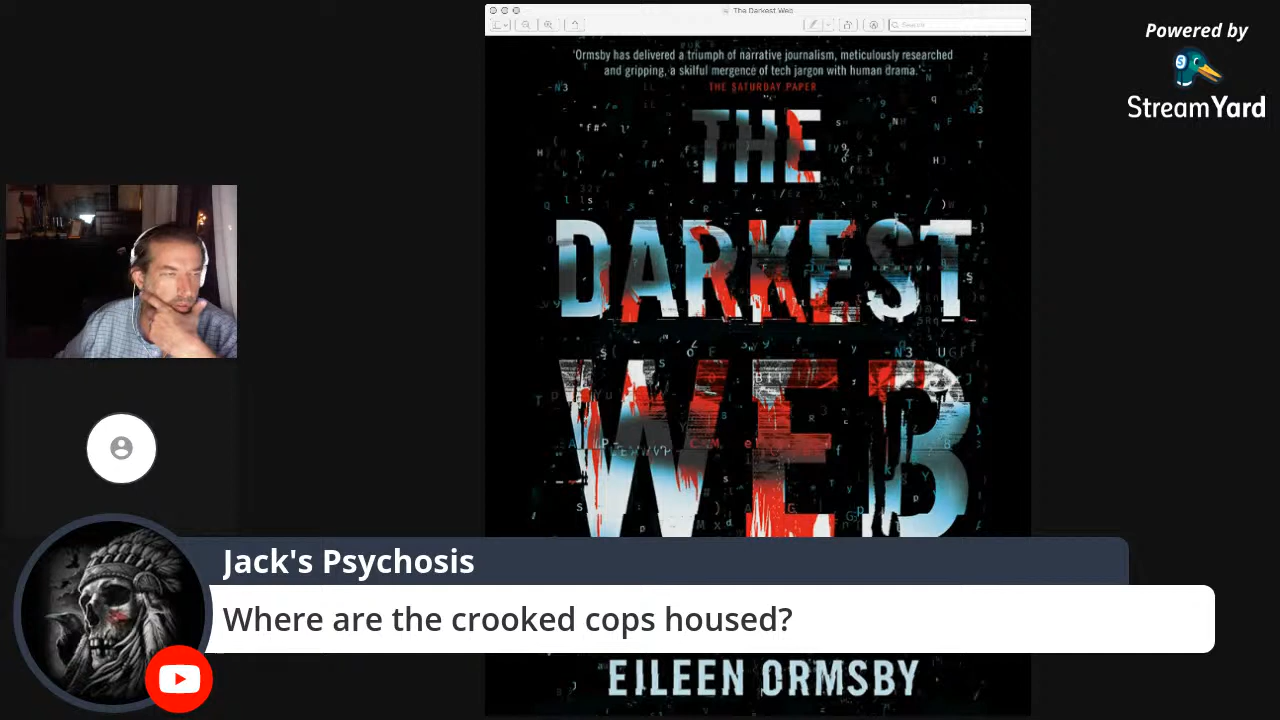 The Darkest Web
Search
Powered by
StreamYard
'Ormsby has delivered a triumph of narrative journalism, meticulously researched
and gripping, a skilful mergence of tech jargon with human drama.'
THE SATURDAY PAPER
THE
DARKEST
WEB
Jack's Psychosis
Where are the crooked cops housed?
EILEEN ORMSBY